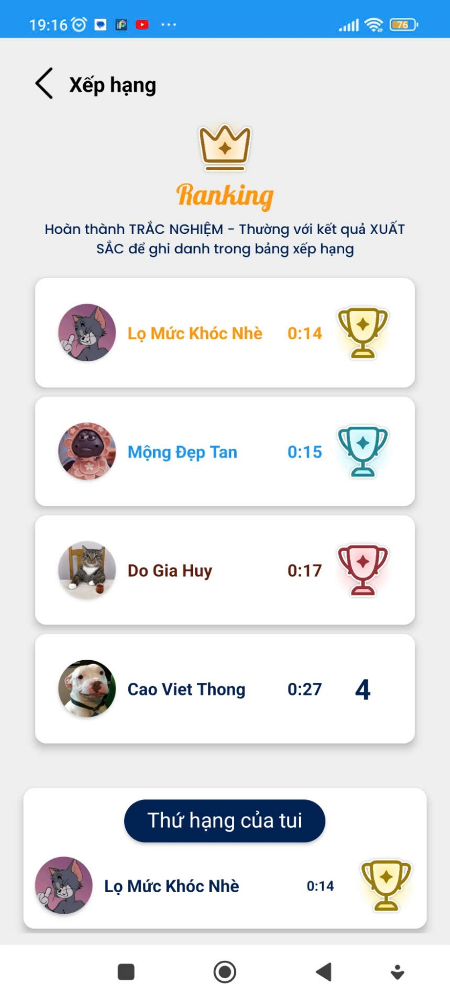 19:16
76
Xếp hạng
Ranking
Hoàn thành TRẮC NGHIỆM - Thường với kết quả XUẤT
SẮC để ghi danh trong bảng xếp hạng
Lọ Mức Khóc Nhè 0:14
Mộng Đẹp Tan 0:15
Do Gia Huy 0:17
Cao Viet Thong 0:27 4
Thứ hạng của tui
Lọ Mức Khóc Nhè 0:14